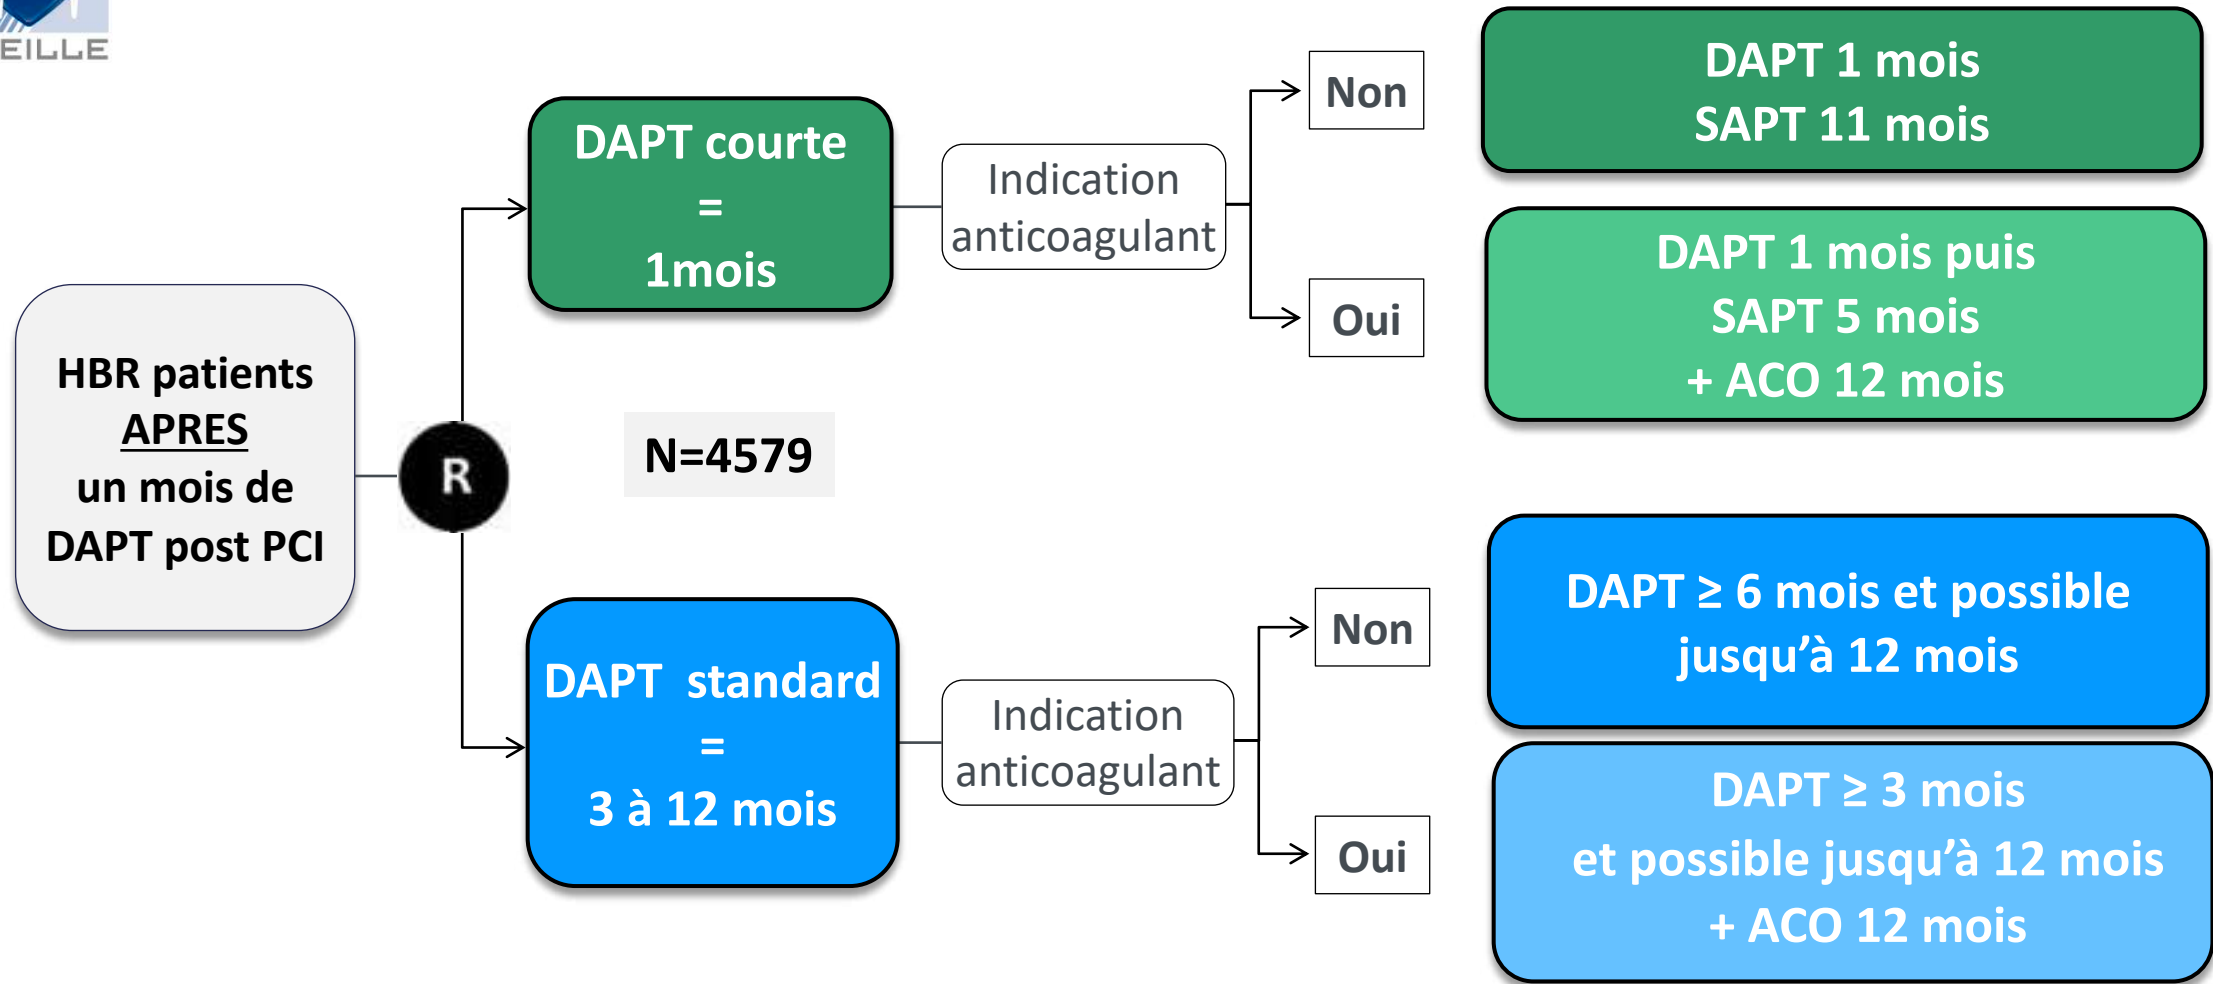 EILLE
HBR patients
APRES
un mois de
DAPT post PCI
R
N=4579
DAPT courte
=
1mois
Indication
anticoagulant
Non
Oui
DAPT 1 mois
SAPT 11 mois
DAPT 1 mois puis
SAPT 5 mois
+ ACO 12 mois
DAPT standard
=
3 à 12 mois
Indication
anticoagulant
Non
Oui
DAPT ≥ 6 mois et possible
jusqu’à 12 mois
DAPT ≥ 3 mois
et possible jusqu’à 12 mois
+ ACO 12 mois